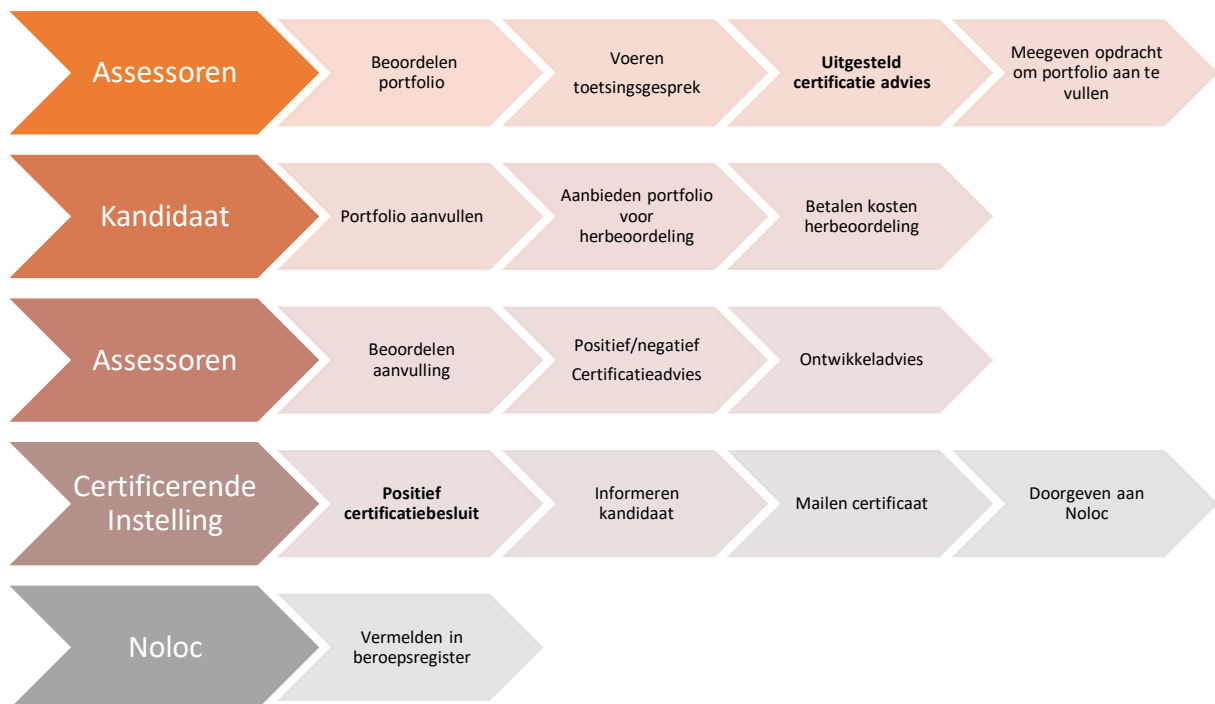 Assessoren
Beoordelen
portfolio
Voeren
toetsingsgesprek
Uitgesteld
certificatie advies
Meegeven opdracht
om portfolio aan te
vullen
Kandidaat
Portfolio aanvullen
Aanbieden portfolio
voor
herbeoordeling
Betalen kosten
herbeoordeling
Assessoren
Beoordelen
aanvulling
Positief/negatief
Certificatieadvies
Ontwikkeladvies
Certificerende
Instelling
Positief
certificatiebesluit
Informeren
kandidaat
Mailen certificaat
Doorgeven aan
Noloc
Noloc
Vermelden in
beroepsregister